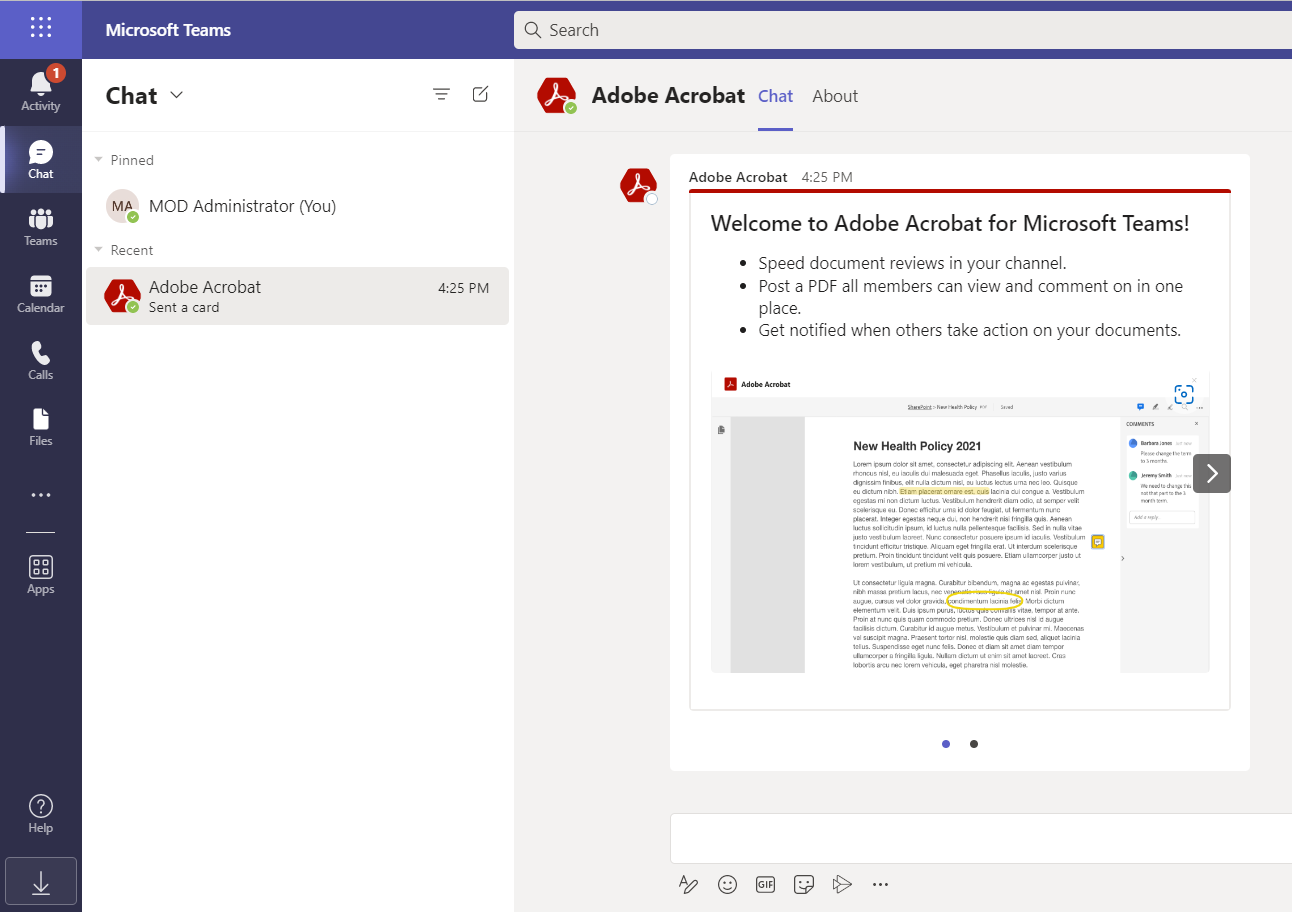 Microsoft Teams
Search
1
Activity
Chat
Teams
Calendar
Calls
Files
Apps
Help
Chat
Pinned
MA
MOD Administrator (You)
Recent
Adobe Acrobat
4:25 PM
Sent a card
Adobe Acrobat
Chat
About
Adobe Acrobat 4:25 PM
Welcome to Adobe Acrobat for Microsoft Teams!
Speed document reviews in your channel.
Post a PDF all members can view and comment on in one
place.
Get notified when others take action on your documents.
Adobe Acrobat
SharePoint > New Health Policy PDF Saved
New Health Policy 2021
Lorem ipsum dolor sit amet, consectetur adipiscing elit. Aenean vestibulum
rhoncus nisl, eu iaculis dui malesuada eget. Phasellus iaculis, justo varius
dignissim finibus, elit nulla dictum nisl, eu luctus lectus urna nec leo. Quisque
eu dictum nibh. Etiam placerat ornare est, quis lacinia dui congue a. Vestibulum
egestas mi non dictum luctus. Vestibulum hendrerit diam odio, at semper velit
scelerisque eu. Donec efficitur urna id dolor feugiat, ut fermentum nunc
placerat. Integer egestas neque dui, non hendrerit nisi fringilla quis. Aenean
luctus sollicitudin ipsum, id luctus nulla pellentesque facilisis. Sed in nulla vitae
justo vestibulum laoreet. Nunc consectetur posuere ipsum id iaculis. Vestibulum
tincidunt efficitur tristique. Aliquam eget fringilla erat. Ut interdum scelerisque
pretium. Proin tincidunt tincidunt velit quis posuere. Etiam ullamcorper justo ut
lorem vestibulum, ut pretium mi vehicula.
Ut consectetur ligula magna. Curabitur bibendum, magna ac egestas pulvinar,
nibh massa pretium lacus, nec venenatis lacus ligula sit amet nisl. Proin nunc
augue, cursus vel dolor gravida, condimentum lacinia felis. Morbi dictum
elementum velit. Duis ipsum purus, luctus quis convallis vitae, tempor at ante.
Proin at nunc quis quam commodo pretium. Donec ultrices nisl id augue
facilisis dictum. Curabitur id augue metus. Vestibulum et pulvinar mi. Maecenas
vel suscipit magna. Praesent tortor nisl, molestie quis diam sed, aliquet lacinia
tellus. Suspendisse eget nunc felis. Donec et diam sit amet diam tempor
ullamcorper a fringilla ligula. Nullam dictum ut enim sit amet laoreet. Cras
lobortis arcu nec lorem vehicula, eget pharetra nisl molestie.
COMMENTS
Barbara Jones
Please change the term
to 3 months.
Jeremy Smith
We need to change this
not that part to the 3
month term.
Add a reply
GIF